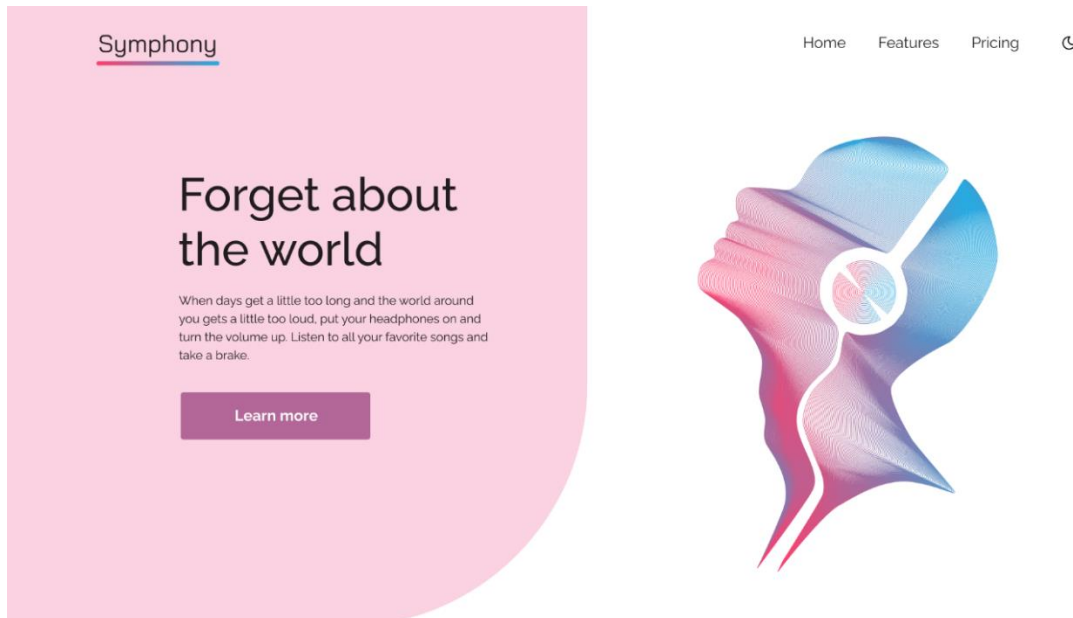 Symphony
Home Features Pricing
Forget about
the world
When days get a little too long and the world around
you gets a little too loud, put your headphones on and
turn the volume up. Listen to all your favorite songs and
take a brake.
Learn more